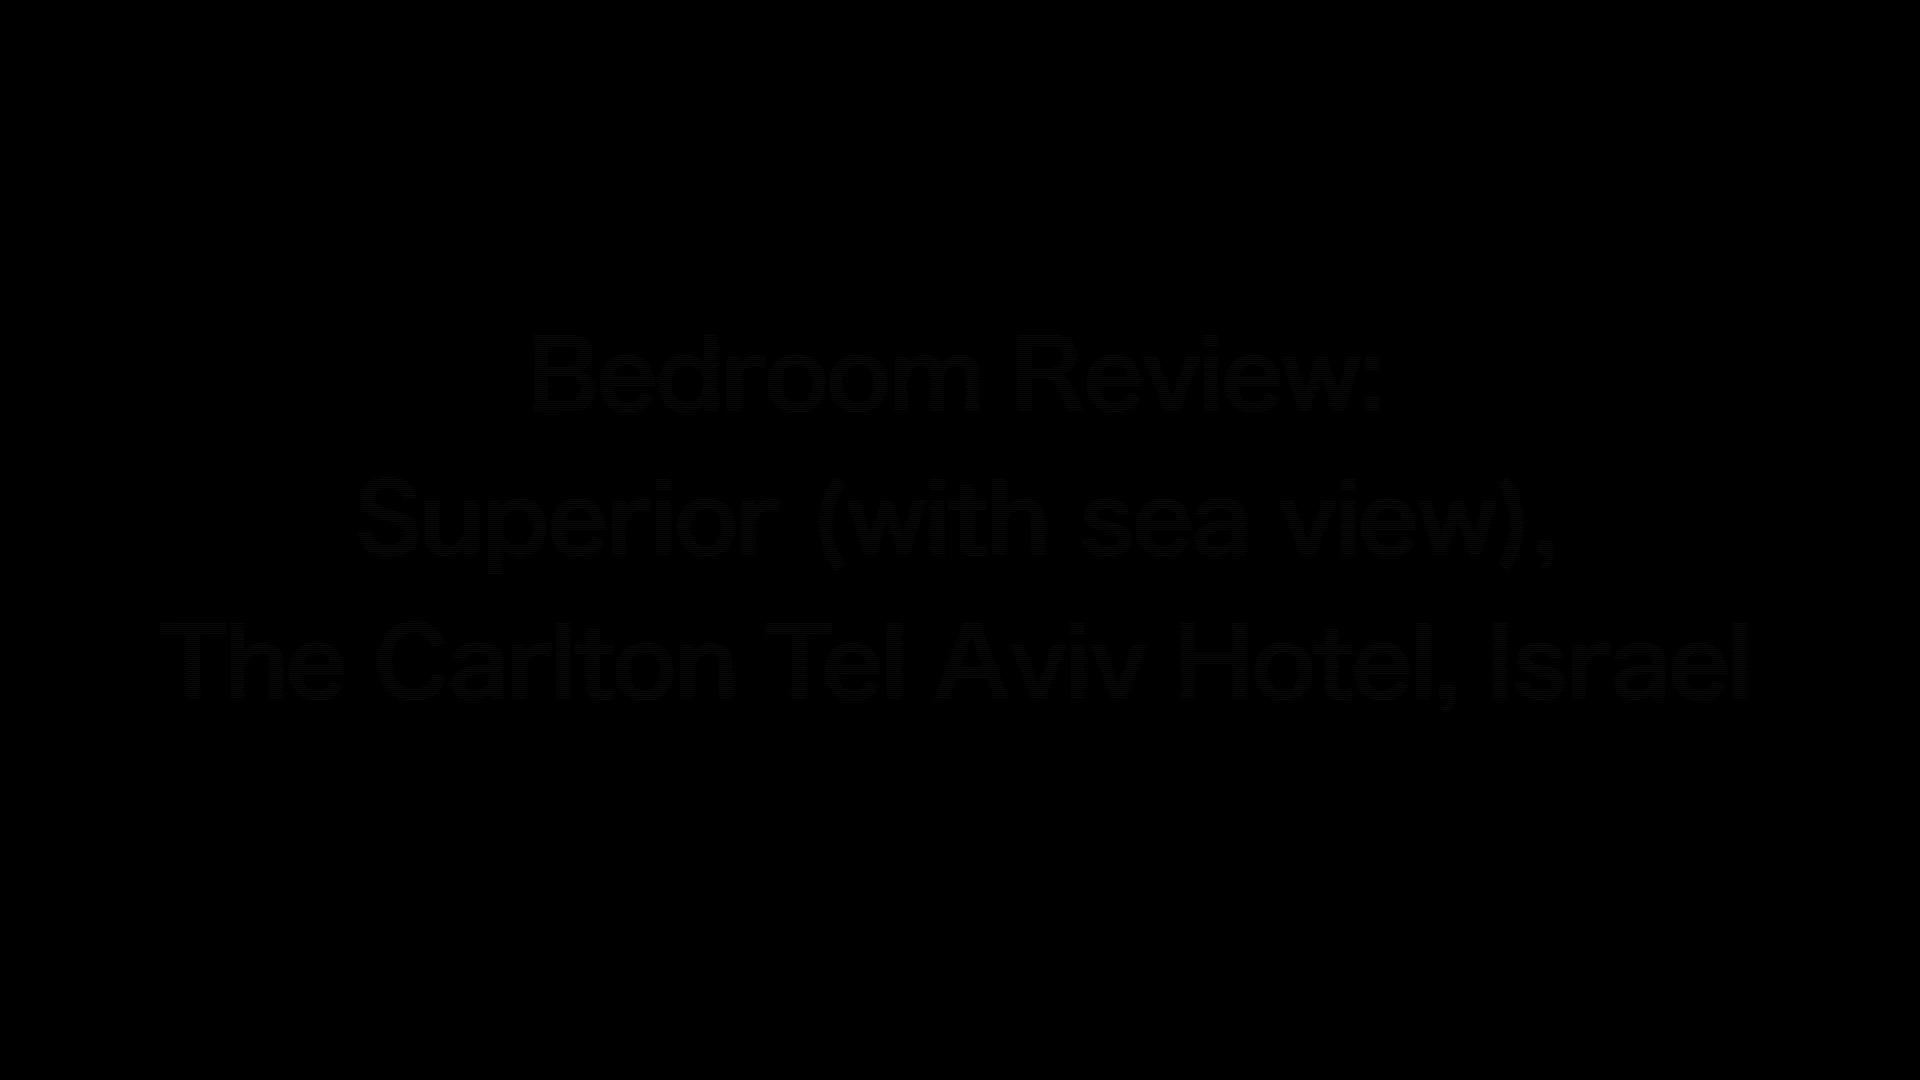 Bedroom Review:
Superior (with sea view),
The Carlton Tel Aviv Hotel, Israel